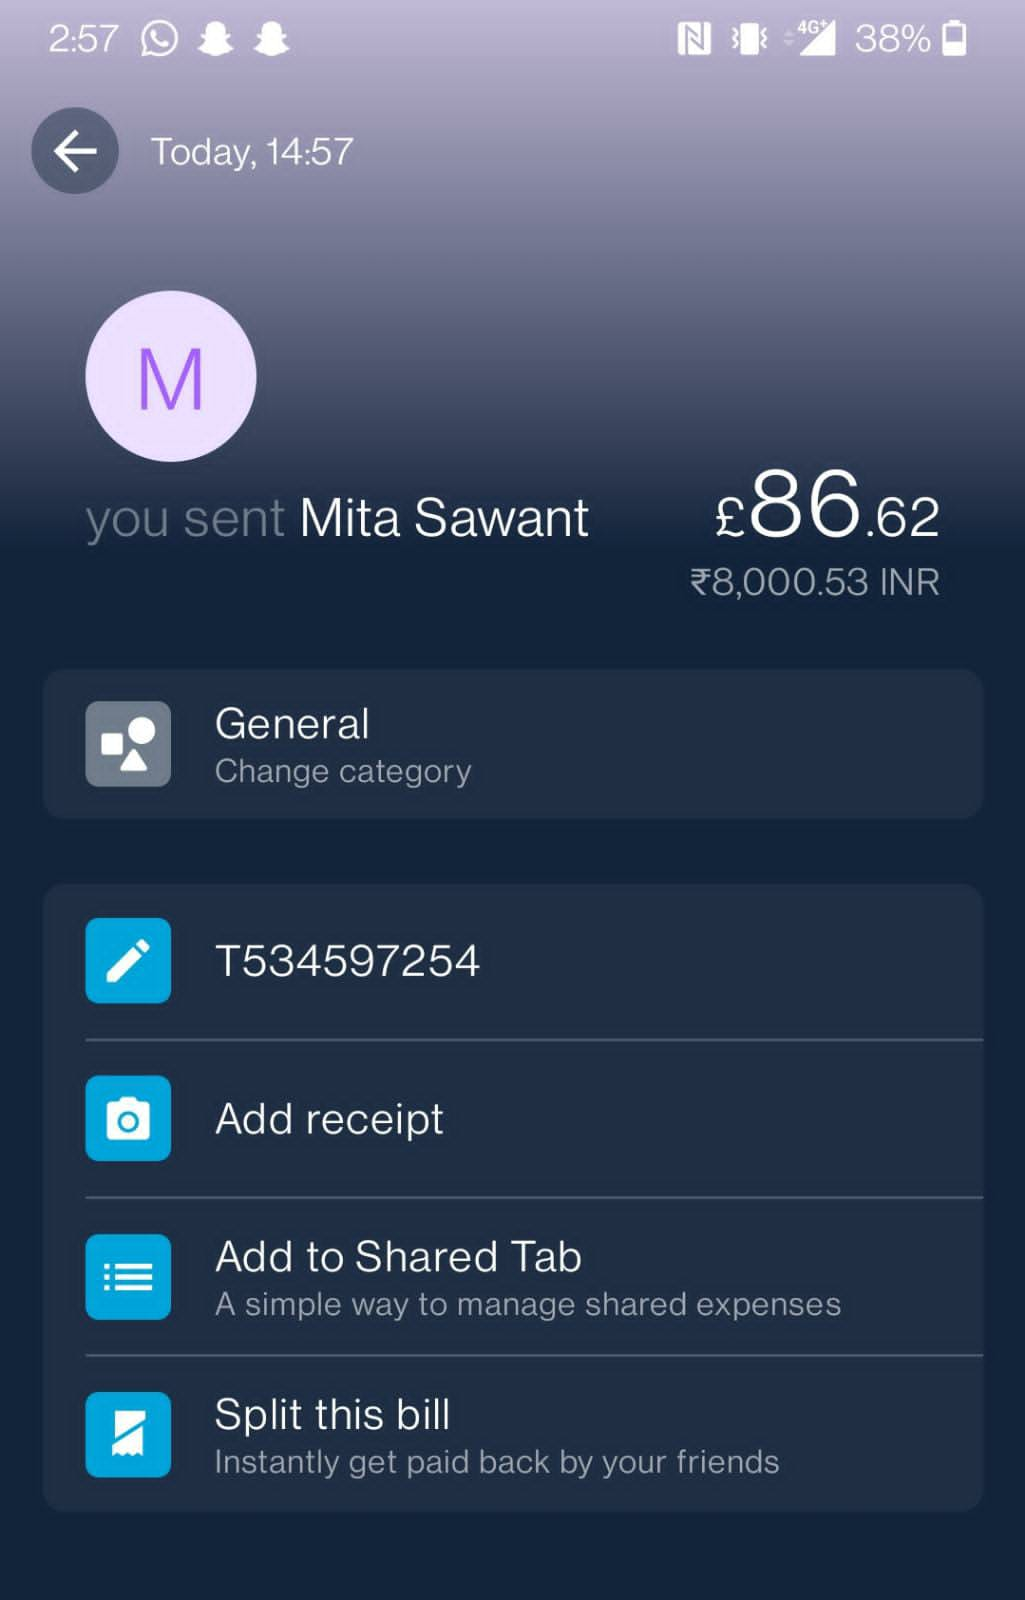 2:57 4G+ 38%
Today, 14:57
M
you sent Mita Sawant £86.62
₹8,000.53 INR
General
Change category
T534597254
Add receipt
Add to Shared Tab
A simple way to manage shared expenses
Split this bill
Instantly get paid back by your friends